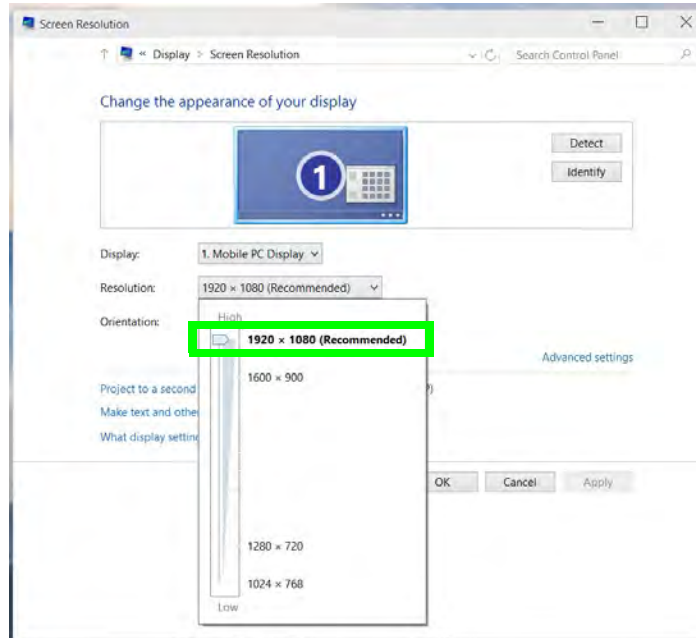 Screen Resolution
↑ « Display > Screen Resolution
Search Control Panel
Change the appearance of your display
1
Detect
Identify
Display: 1. Mobile PC Display
Resolution: 1920 × 1080 (Recommended)
Orientation:
High
1920 × 1080 (Recommended)
Advanced settings
1600 × 900
Project to a second
Make text and othe
What display settin
OK Cancel Apply
1280 × 720
1024 × 768
Low